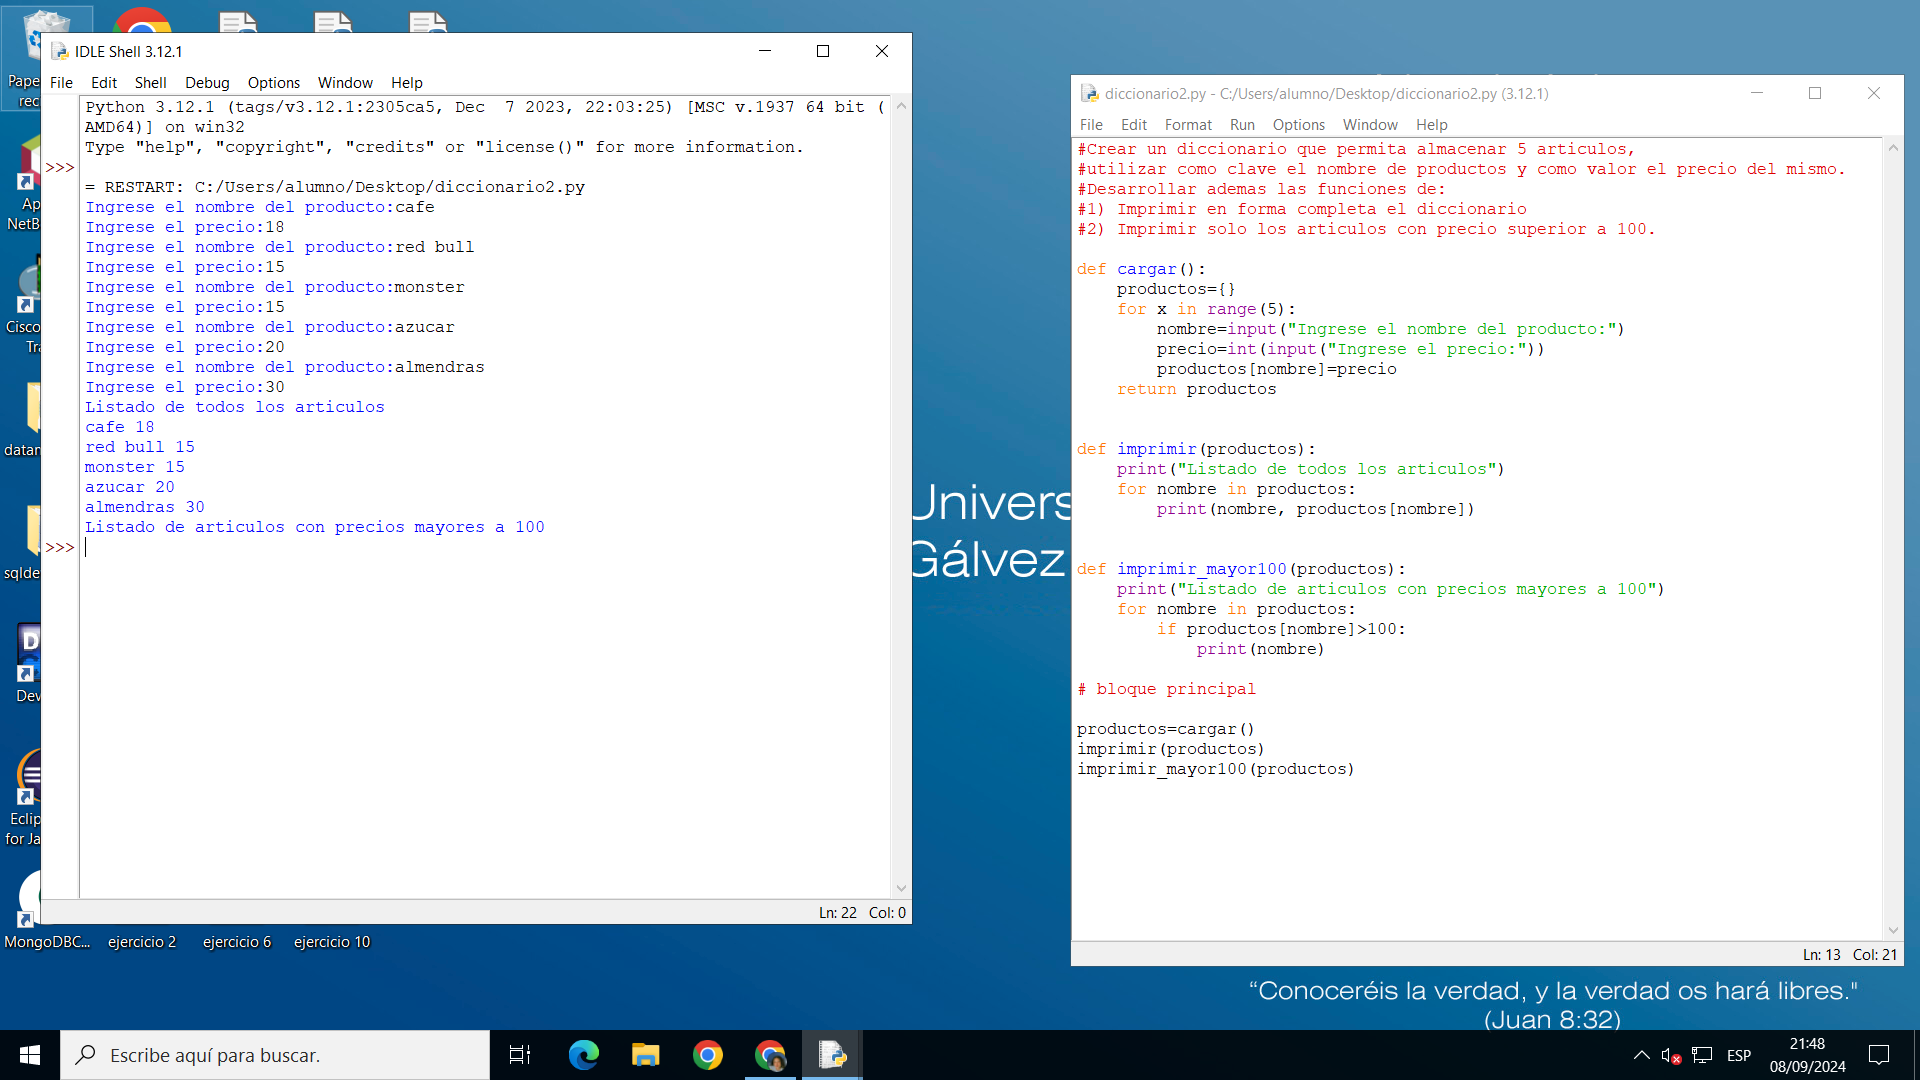 IDLE Shell 3.12.1
File Edit Shell Debug Options Window Help
Python 3.12.1 (tags/v3.12.1:2305ca5, Dec  7 2023, 22:03:25) [MSC v.1937 64 bit (
AMD64)] on win32
Type "help", "copyright", "credits" or "license()" for more information.
>>>
= RESTART: C:/Users/alumno/Desktop/diccionario2.py
Ingrese el nombre del producto:cafe
Ingrese el precio:18
Ingrese el nombre del producto:red bull
Ingrese el precio:15
Ingrese el nombre del producto:monster
Ingrese el precio:15
Ingrese el nombre del producto:azucar
Ingrese el precio:20
Ingrese el nombre del producto:almendras
Ingrese el precio:30
Listado de todos los articulos
cafe 18
red bull 15
monster 15
azucar 20
almendras 30
Listado de articulos con precios mayores a 100
>>>
Ln: 22 Col: 0
diccionario2.py - C:/Users/alumno/Desktop/diccionario2.py (3.12.1)
File Edit Format Run Options Window Help
#Crear un diccionario que permita almacenar 5 articulos,
#utilizar como clave el nombre de productos y como valor el precio del mismo.
#Desarrollar ademas las funciones de:
#1) Imprimir en forma completa el diccionario
#2) Imprimir solo los articulos con precio superior a 100.
def cargar():
    productos={}
    for x in range(5):
        nombre=input("Ingrese el nombre del producto:")
        precio=int(input("Ingrese el precio:"))
        productos[nombre]=precio
    return productos
def imprimir(productos):
    print("Listado de todos los articulos")
    for nombre in productos:
        print(nombre, productos[nombre])
def imprimir_mayor100(productos):
    print("Listado de articulos con precios mayores a 100")
    for nombre in productos:
        if productos[nombre]>100:
            print(nombre)
# bloque principal
productos=cargar()
imprimir(productos)
imprimir_mayor100(productos)
Ln: 13 Col: 21
Pape
rec
Ap
NetB
Cisco
Tra
datar
sqlde
Dev
Eclip
for Ja
MongoDBC...
ejercicio 2
ejercicio 6
ejercicio 10
Univers
Gálvez
“Conoceréis la verdad, y la verdad os hará libres."
(Juan 8:32)
Escribe aquí para buscar.
ESP
21:48
08/09/2024